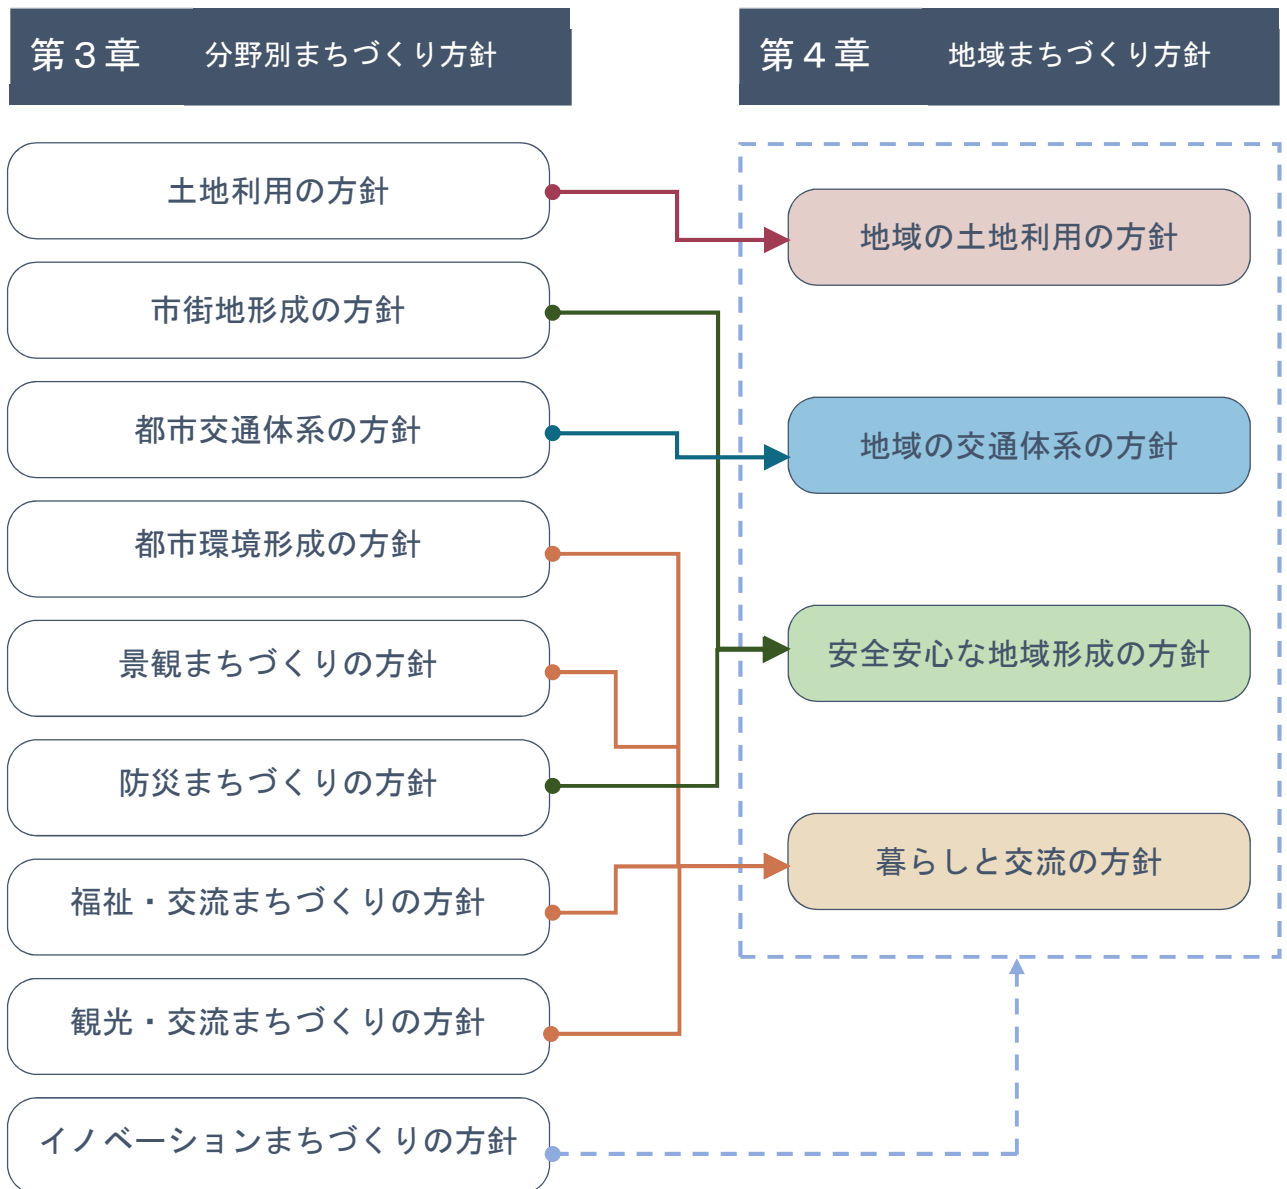 第３章 分野別まちづくり方針
土地利用の方針
市街地形成の方針
都市交通体系の方針
都市環境形成の方針
景観まちづくりの方針
防災まちづくりの方針
福祉・交流まちづくりの方針
観光・交流まちづくりの方針
イノベーションまちづくりの方針
第４章 地域まちづくり方針
地域の土地利用の方針
地域の交通体系の方針
安全安心な地域形成の方針
暮らしと交流の方針